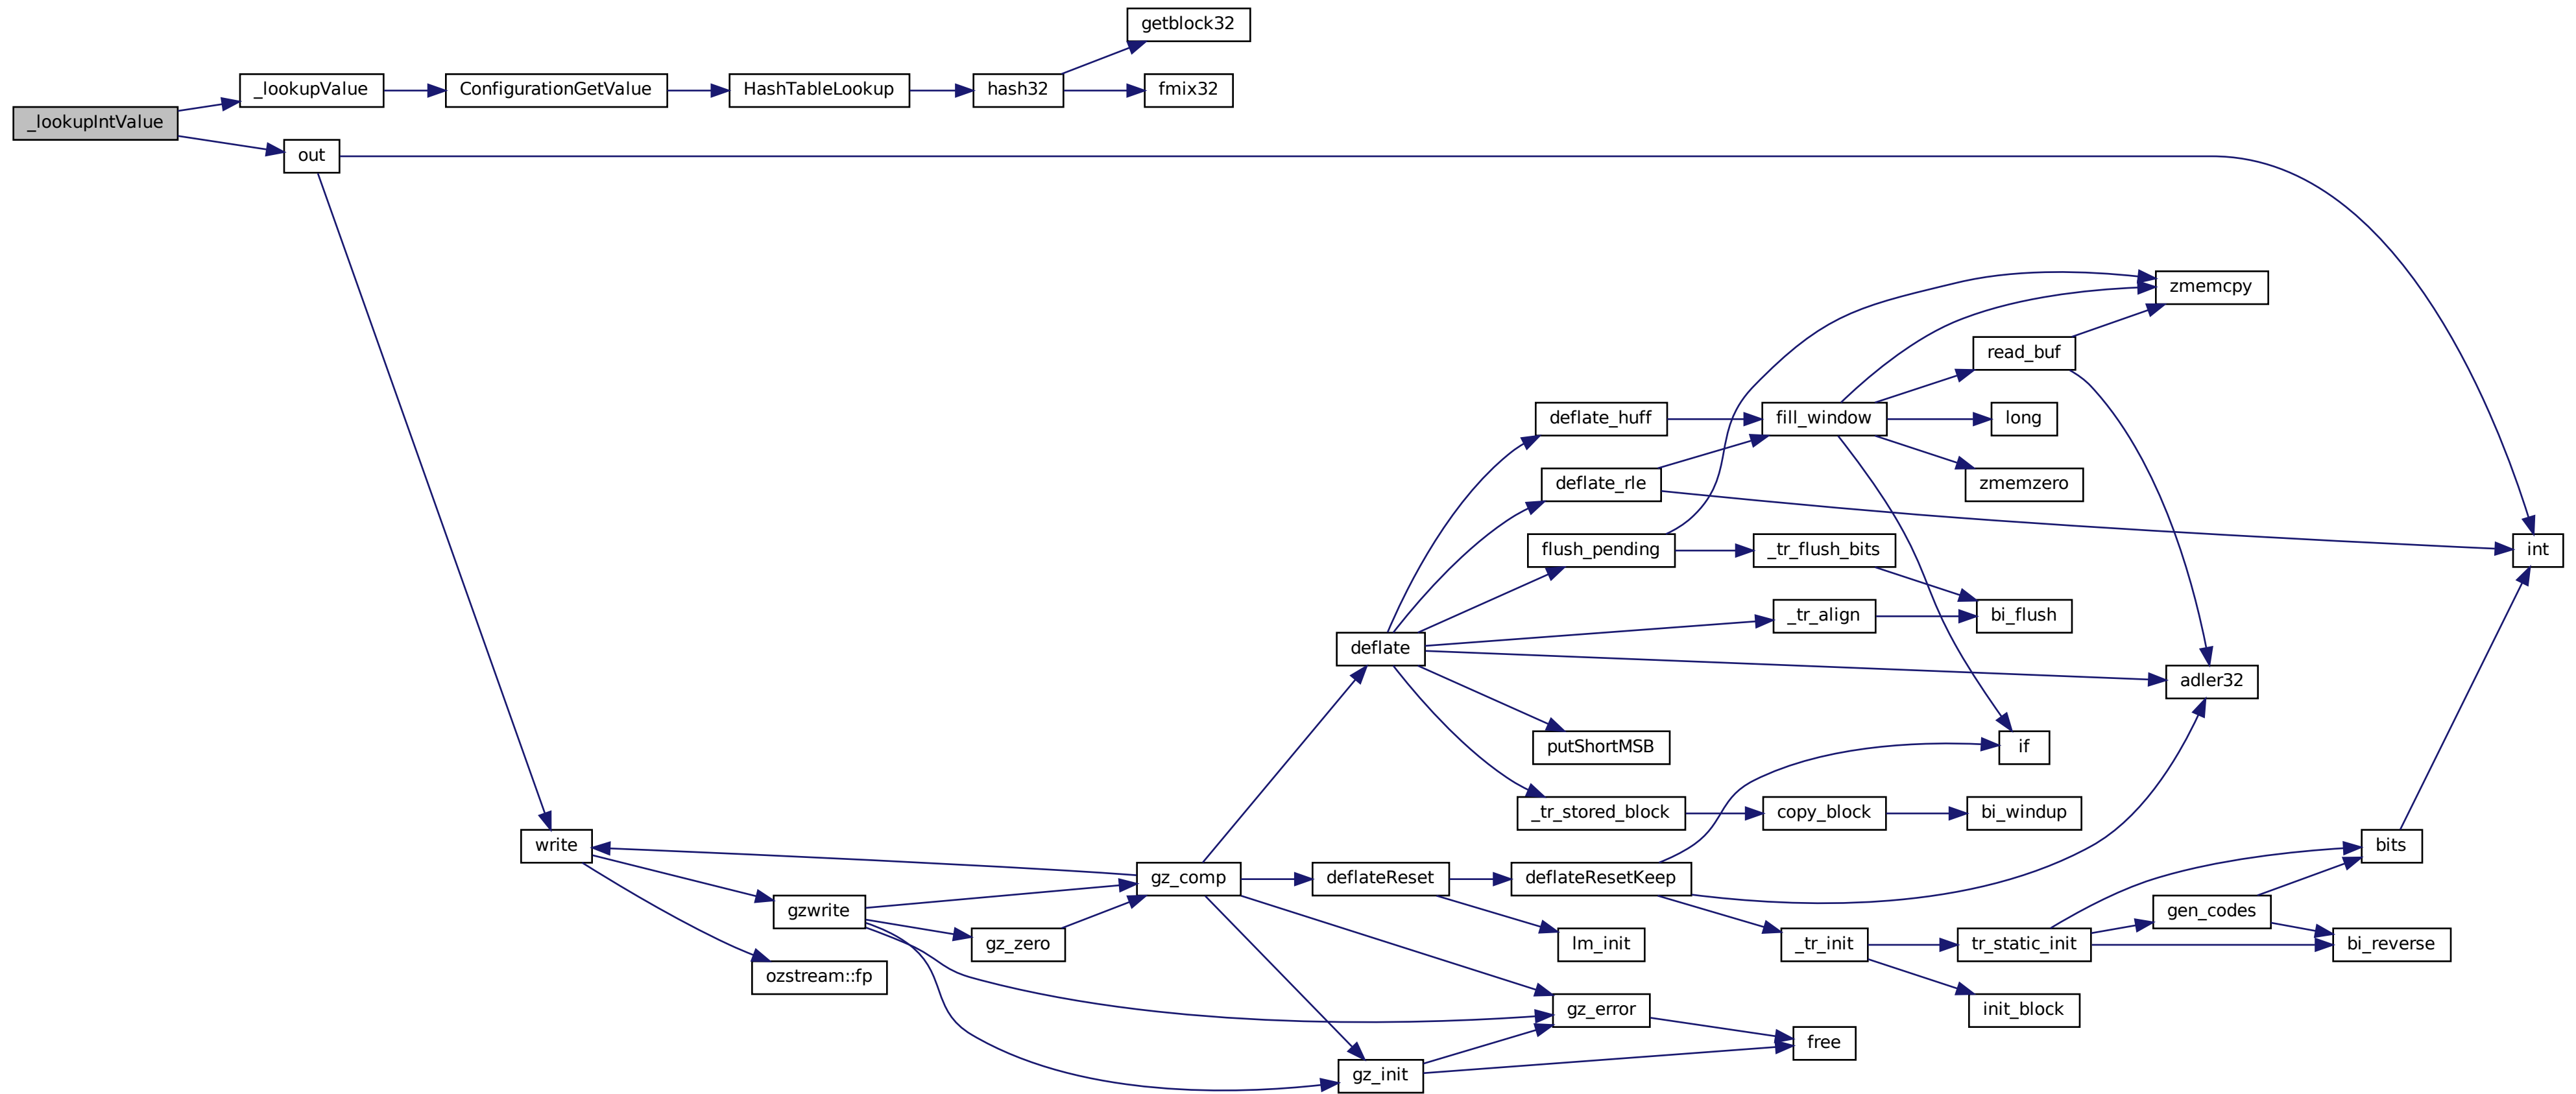 getblock32
_lookupValue
ConfigurationGetValue
HashTableLookup
hash32
fmix32
_lookupIntValue
out
zmemcpy
read_buf
deflate_huff
fill_window
long
deflate_rle
zmemzero
flush_pending
_tr_flush_bits
int
_tr_align
bi_flush
deflate
adler32
putShortMSB
if
_tr_stored_block
copy_block
bi_windup
write
bits
gz_comp
deflateReset
deflateResetKeep
gzwrite
gen_codes
gz_zero
lm_init
_tr_init
tr_static_init
bi_reverse
ozstream::fp
gz_error
init_block
free
gz_init